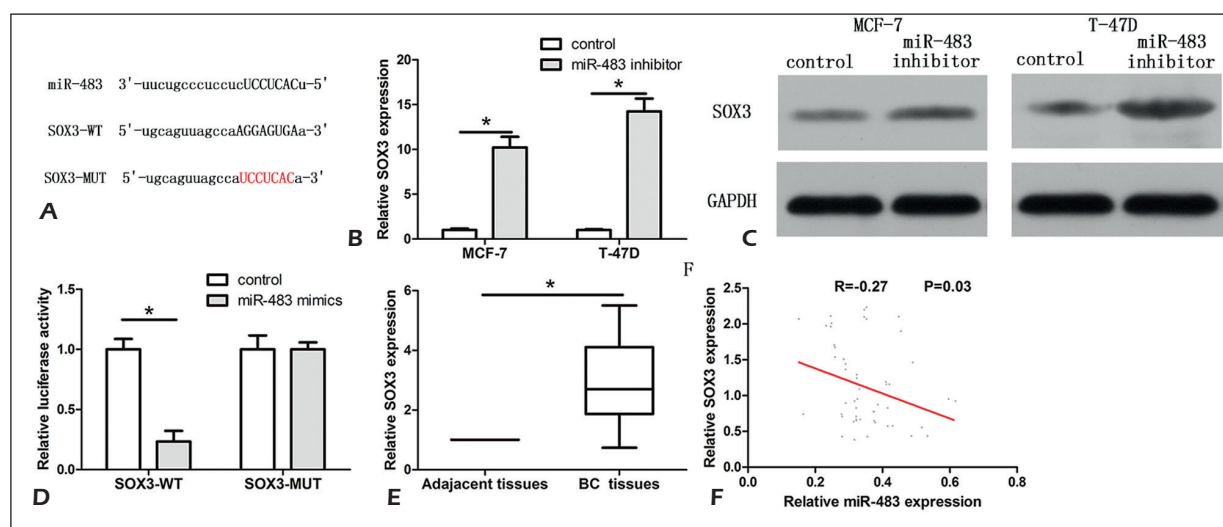 miR-483 3'-uucugcccuccucUCCUCACu-5'
SOX3-WT 5'-ugcaguuagccaAGGAGUGAa-3'
SOX3-MUT 5'-ugcaguuagccaUCCUCACa-3'
A
control
miR-483 inhibitor
Relative SOX3 expression
20
15
10
5
0
*
*
MCF-7
T-47D
B
MCF-7
T-47D
control
miR-483
inhibitor
control
miR-483
inhibitor
SOX3
GAPDH
C
control
miR-483 mimics
Relative luciferase activity
1.5
1.0
0.5
0.0
*
SOX3-WT
SOX3-MUT
D
Relative SOX3 expression
6
4
2
0
*
Adjacent tissues
BC tissues
E
F
R=-0.27 P=0.03
Relative SOX3 expression
2.5
2.0
1.5
1.0
0.5
0.0
0.0
0.2
0.4
0.6
0.8
Relative miR-483 expression
F